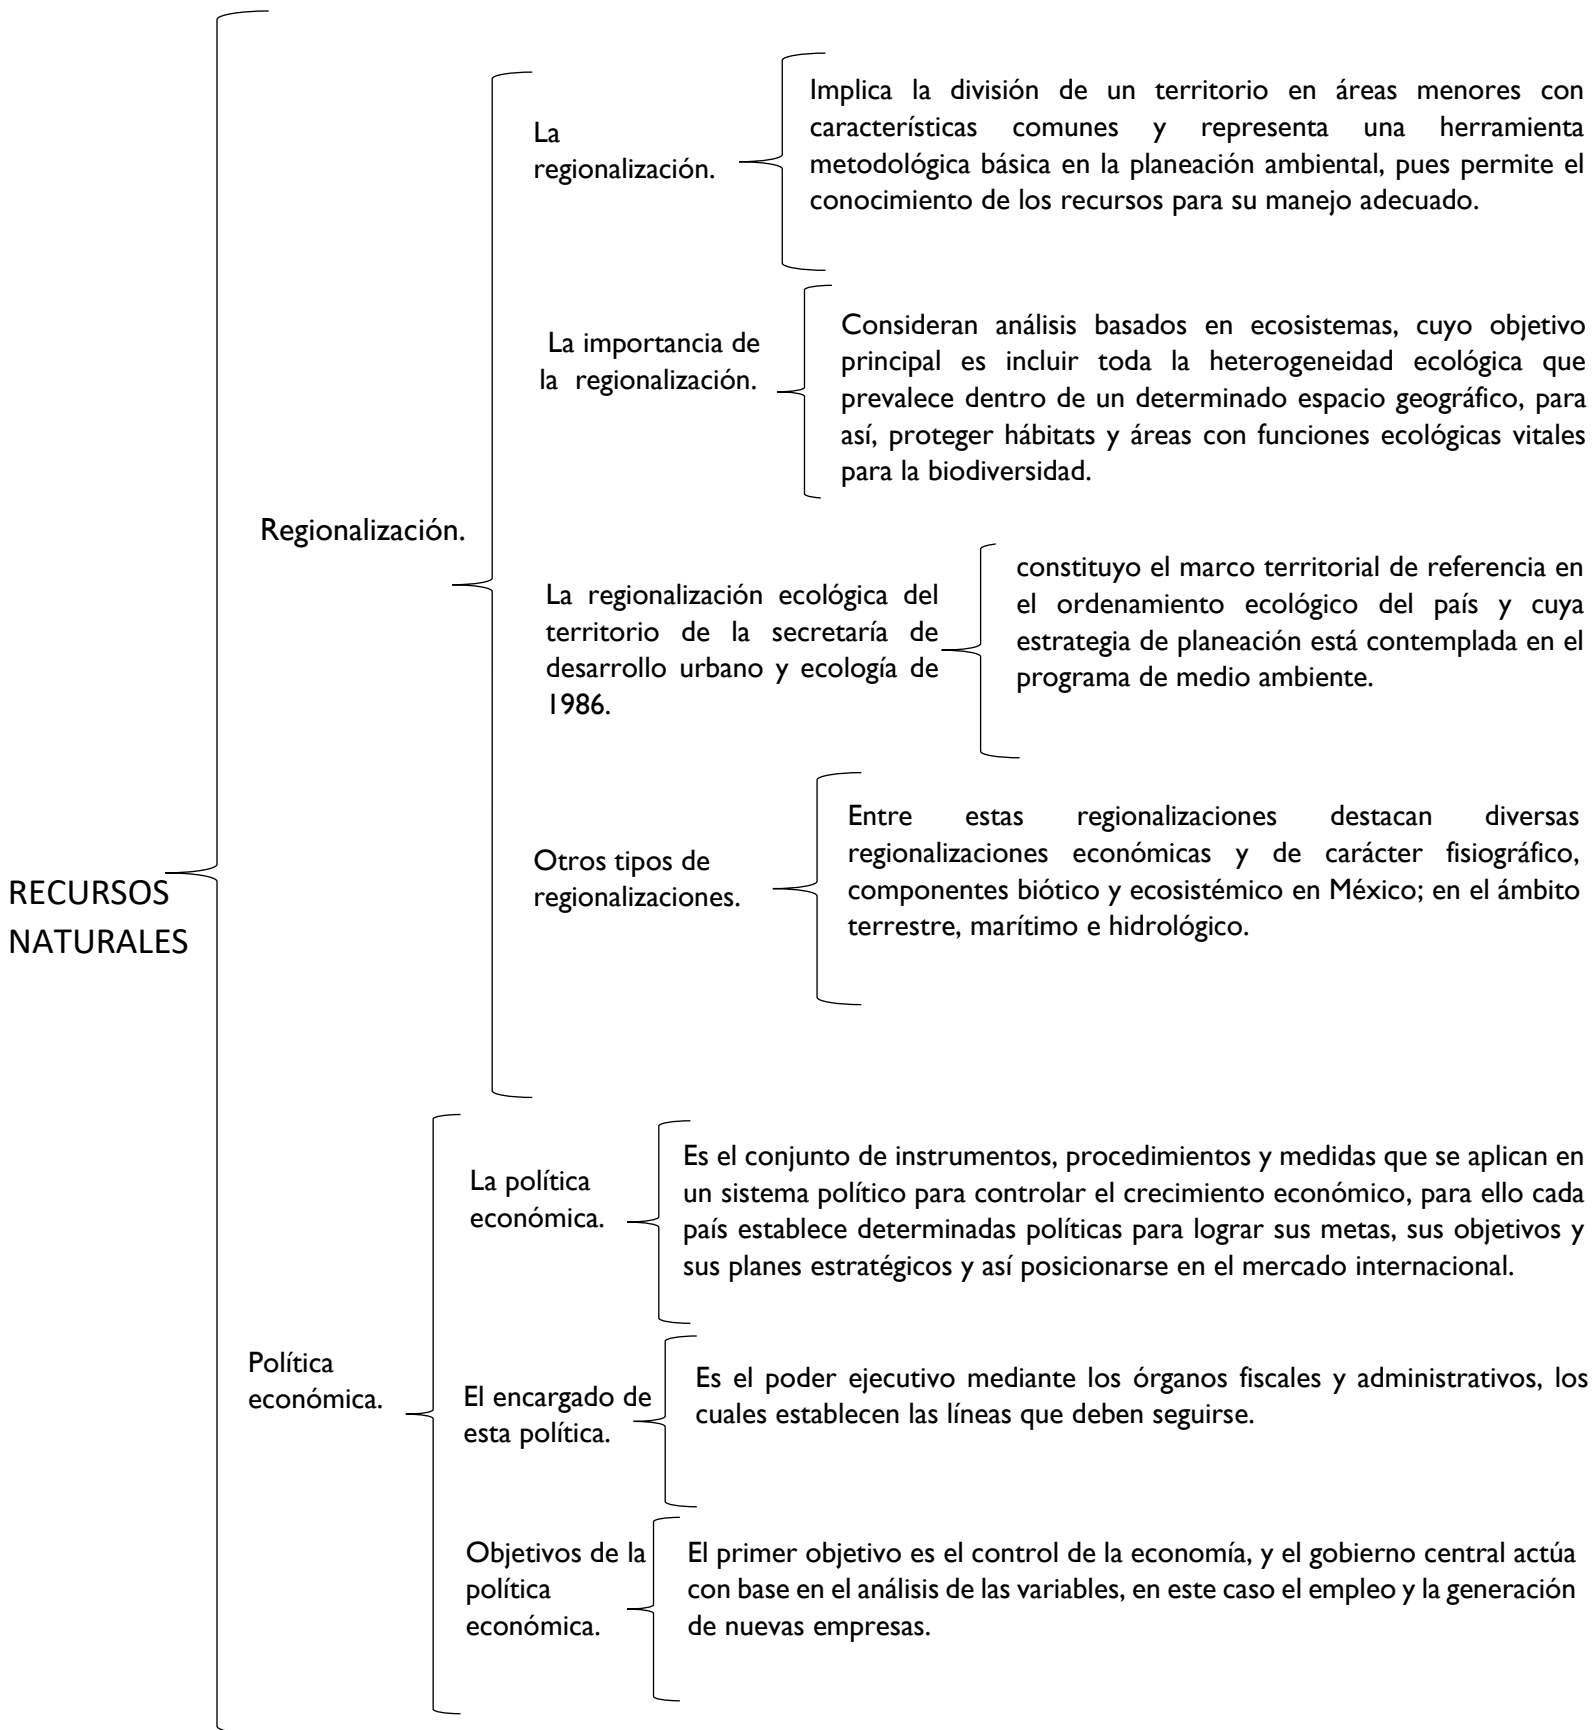 La
regionalización.
Implica la división de un territorio en áreas menores con
características comunes y representa una herramienta
metodológica básica en la planeación ambiental, pues permite el
conocimiento de los recursos para su manejo adecuado.
La importancia de
la regionalización.
Consideran análisis basados en ecosistemas, cuyo objetivo
principal es incluir toda la heterogeneidad ecológica que
prevalece dentro de un determinado espacio geográfico, para
así, proteger hábitats y áreas con funciones ecológicas vitales
para la biodiversidad.
Regionalización.
La regionalización ecológica del
territorio de la secretaría de
desarrollo urbano y ecología de
1986.
constituyo el marco territorial de referencia en
el ordenamiento ecológico del país y cuya
estrategia de planeación está contemplada en el
programa de medio ambiente.
Otros tipos de
regionalizaciones.
Entre estas regionalizaciones destacan diversas
regionalizaciones económicas y de carácter fisiográfico,
componentes biótico y ecosistémico en México; en el ámbito
terrestre, marítimo e hidrológico.
RECURSOS
NATURALES
La política
económica.
Es el conjunto de instrumentos, procedimientos y medidas que se aplican en
un sistema político para controlar el crecimiento económico, para ello cada
país establece determinadas políticas para lograr sus metas, sus objetivos y
sus planes estratégicos y así posicionarse en el mercado internacional.
Política
económica.
El encargado de
esta política.
Es el poder ejecutivo mediante los órganos fiscales y administrativos, los
cuales establecen las líneas que deben seguirse.
Objetivos de la
política
económica.
El primer objetivo es el control de la economía, y el gobierno central actúa
con base en el análisis de las variables, en este caso el empleo y la generación
de nuevas empresas.